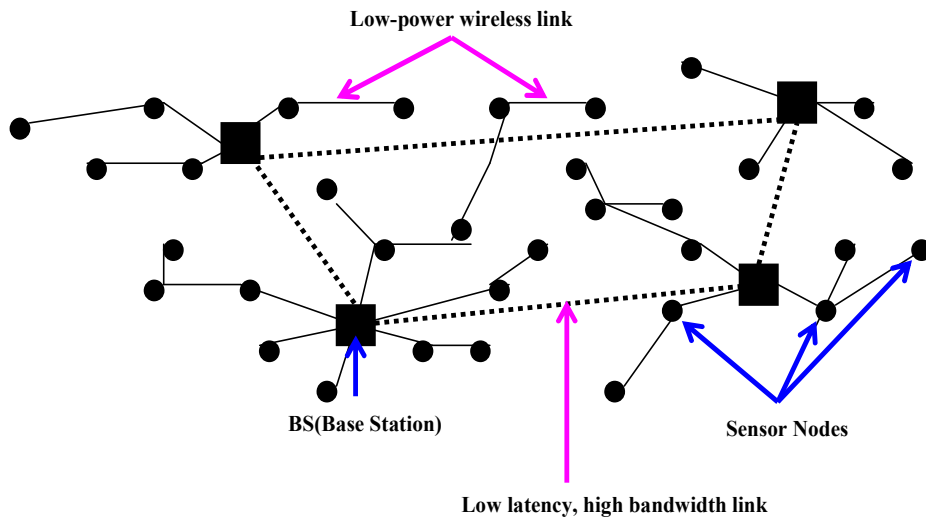 Low-power wireless link
BS(Base Station)
Sensor Nodes
Low latency, high bandwidth link